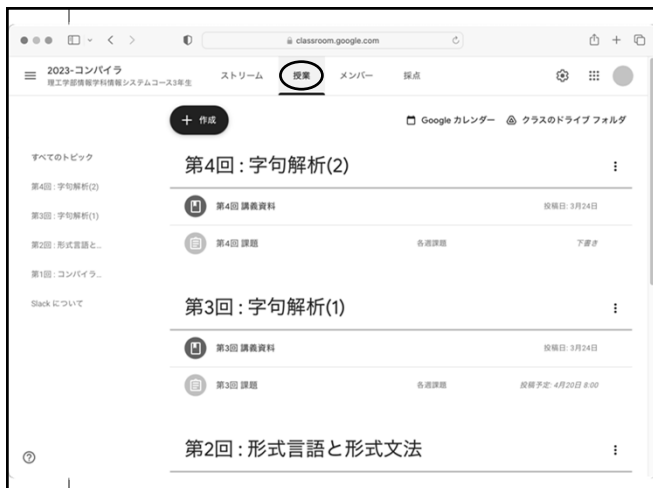 classroom.google.com
2023-コンパイラ
理工学部情報学科情報システムコース3年生
ストリーム 授業 メンバー 採点
+ 作成
Google カレンダー クラスのドライブ フォルダ
すべてのトピック
第4回 : 字句解析(2)
第3回 : 字句解析(1)
第2回 : 形式言語と...
第1回 : コンパイラ...
Slack について
第4回 : 字句解析(2)
第4回 講義資料 投稿日: 3月24日
第4回 課題 各週課題 下書き
第3回 : 字句解析(1)
第3回 講義資料 投稿日: 3月24日
第3回 課題 各週課題 投稿予定: 4月20日 8:00
第2回 : 形式言語と形式文法